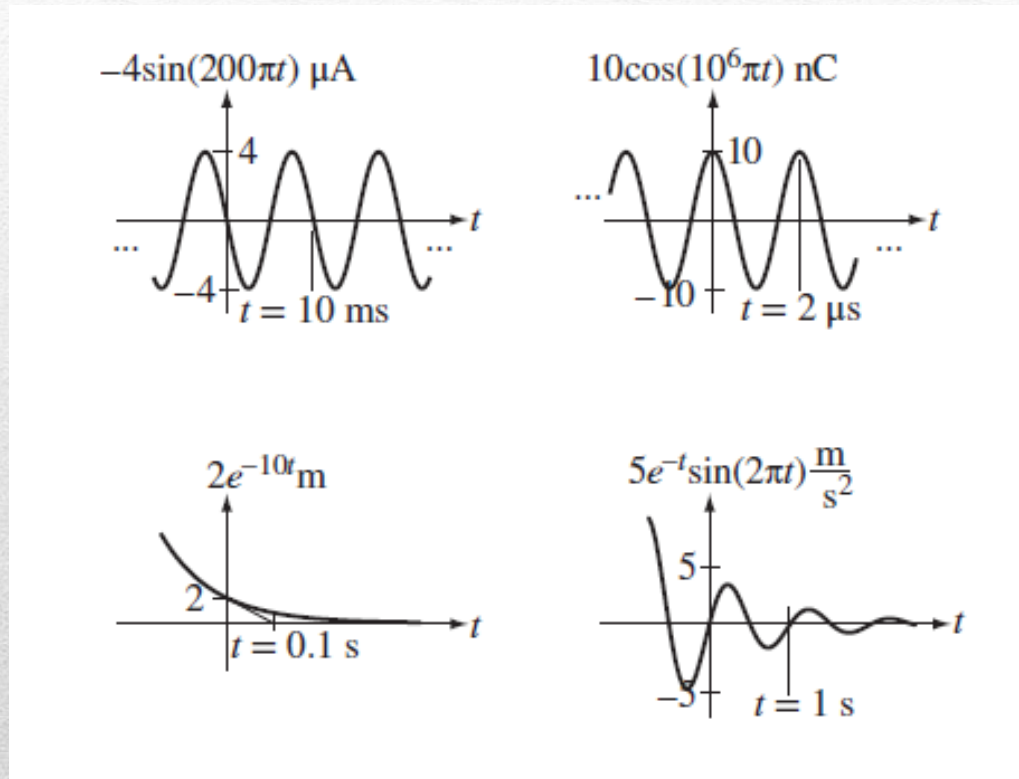 –4sin(200πt) μA
4
t
...
...
–4
t = 10 ms
10cos(10⁶πt) nC
10
...
t
...
–10
t = 2 μs
2e⁻¹⁰ᵗm
2
t
t = 0.1 s
5e⁻ᵗsin(2πt) m/s²
5
t
–5
t = 1 s